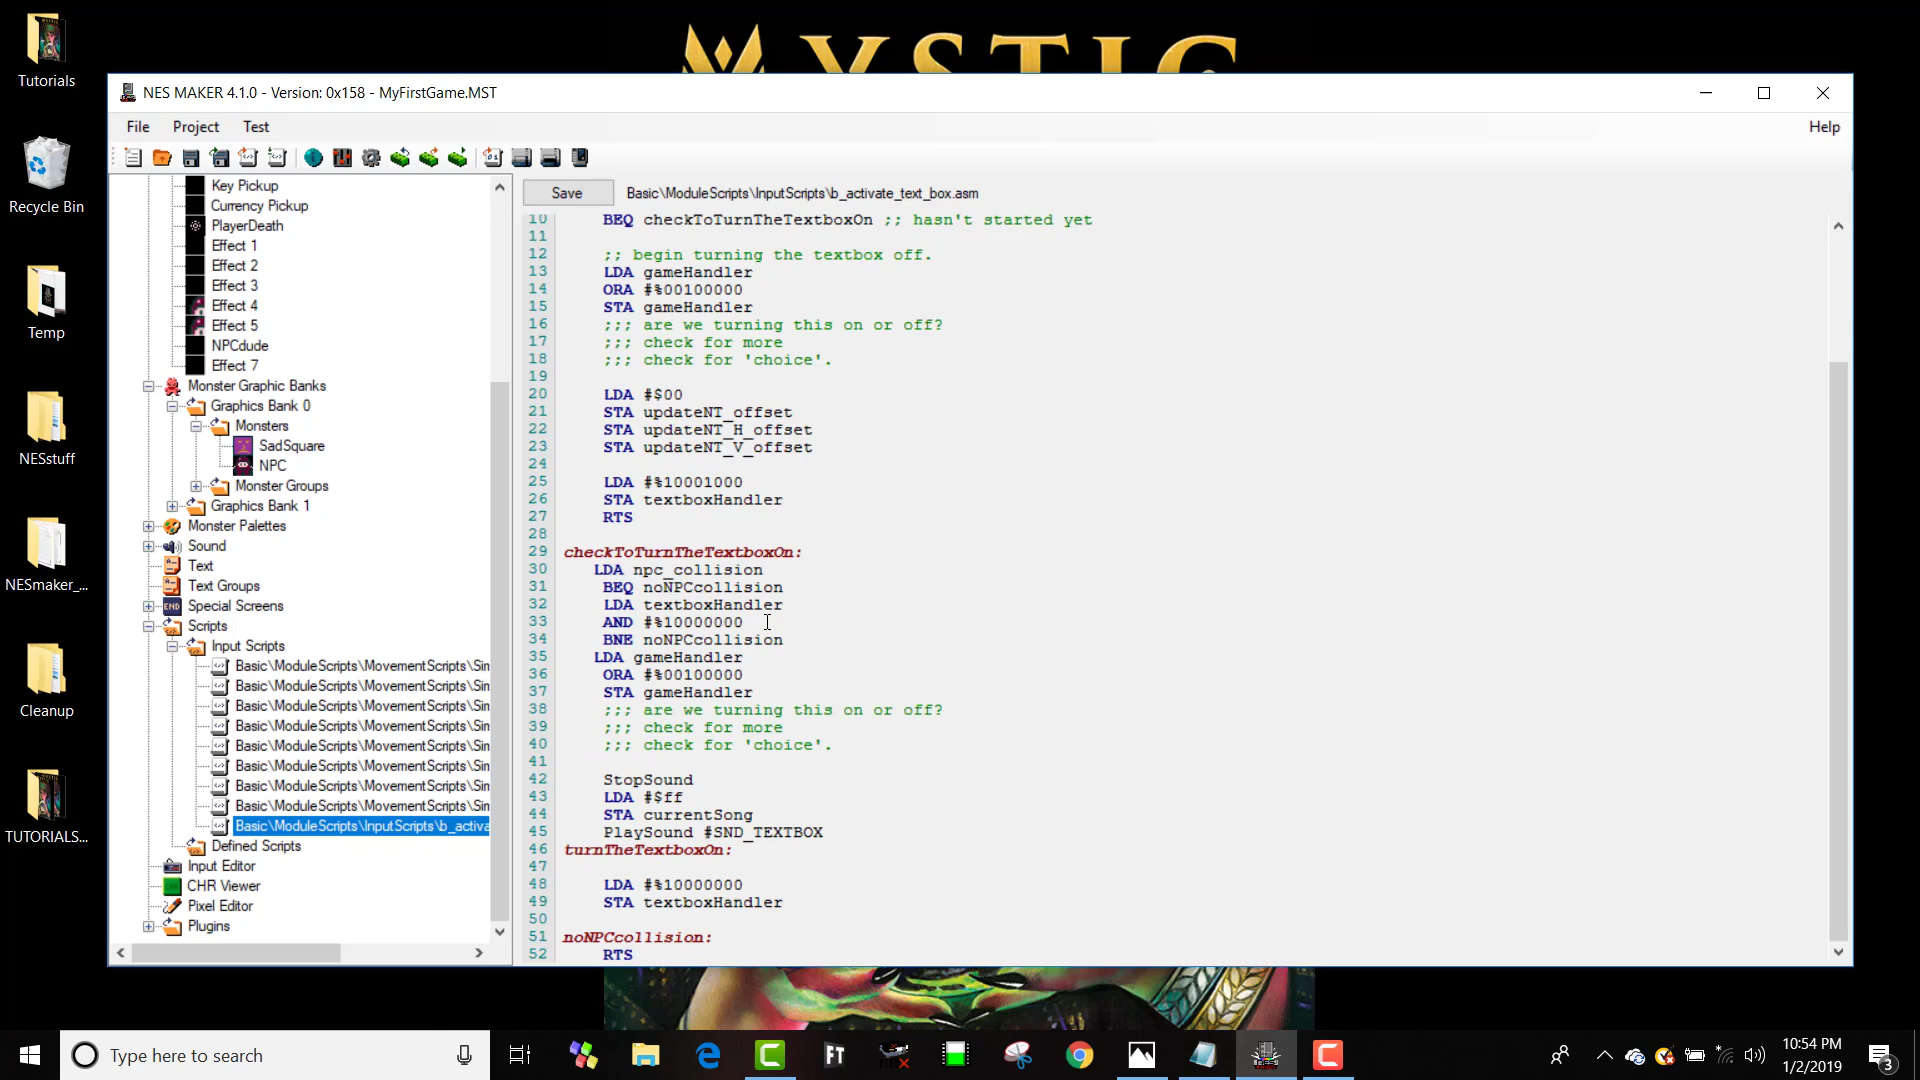 MYSTIC
Tutorials
Recycle Bin
Temp
NESstuff
NESmaker_...
Cleanup
TUTORIALS...
NES MAKER 4.1.0 - Version: 0x158 - MyFirstGame.MST
File Project Test Help
Key Pickup
Currency Pickup
PlayerDeath
Effect 1
Effect 2
Effect 3
Effect 4
Effect 5
NPCdude
Effect 7
Monster Graphic Banks
Graphics Bank 0
Monsters
SadSquare
NPC
Monster Groups
Graphics Bank 1
Monster Palettes
Sound
Text
Text Groups
END Special Screens
Scripts
Input Scripts
Basic\ModuleScripts\MovementScripts\Sin
Basic\ModuleScripts\MovementScripts\Sin
Basic\ModuleScripts\MovementScripts\Sin
Basic\ModuleScripts\MovementScripts\Sin
Basic\ModuleScripts\MovementScripts\Sin
Basic\ModuleScripts\MovementScripts\Sin
Basic\ModuleScripts\MovementScripts\Sin
Basic\ModuleScripts\MovementScripts\Sin
Basic\ModuleScripts\InputScripts\b_activa
Defined Scripts
Input Editor
CHR Viewer
Pixel Editor
Plugins
Save Basic\ModuleScripts\InputScripts\b_activate_text_box.asm
10 BEQ checkToTurnTheTextboxOn ;; hasn't started yet
11
12 ;; begin turning the textbox off.
13 LDA gameHandler
14 ORA #%00100000
15 STA gameHandler
16 ;;; are we turning this on or off?
17 ;;; check for more
18 ;;; check for 'choice'.
19
20 LDA #$00
21 STA updateNT_offset
22 STA updateNT_H_offset
23 STA updateNT_V_offset
24
25 LDA #%10001000
26 STA textboxHandler
27 RTS
28
29 checkToTurnTheTextboxOn:
30 LDA npc_collision
31 BEQ noNPCcollision
32 LDA textboxHandler
33 AND #%10000000
34 BNE noNPCcollision
35 LDA gameHandler
36 ORA #%00100000
37 STA gameHandler
38 ;;; are we turning this on or off?
39 ;;; check for more
40 ;;; check for 'choice'.
41
42 StopSound
43 LDA #$ff
44 STA currentSong
45 PlaySound #SND_TEXTBOX
46 turnTheTextboxOn:
47
48 LDA #%10000000
49 STA textboxHandler
50
51 noNPCcollision:
52 RTS
Type here to search
FT
10:54 PM
1/2/2019
3